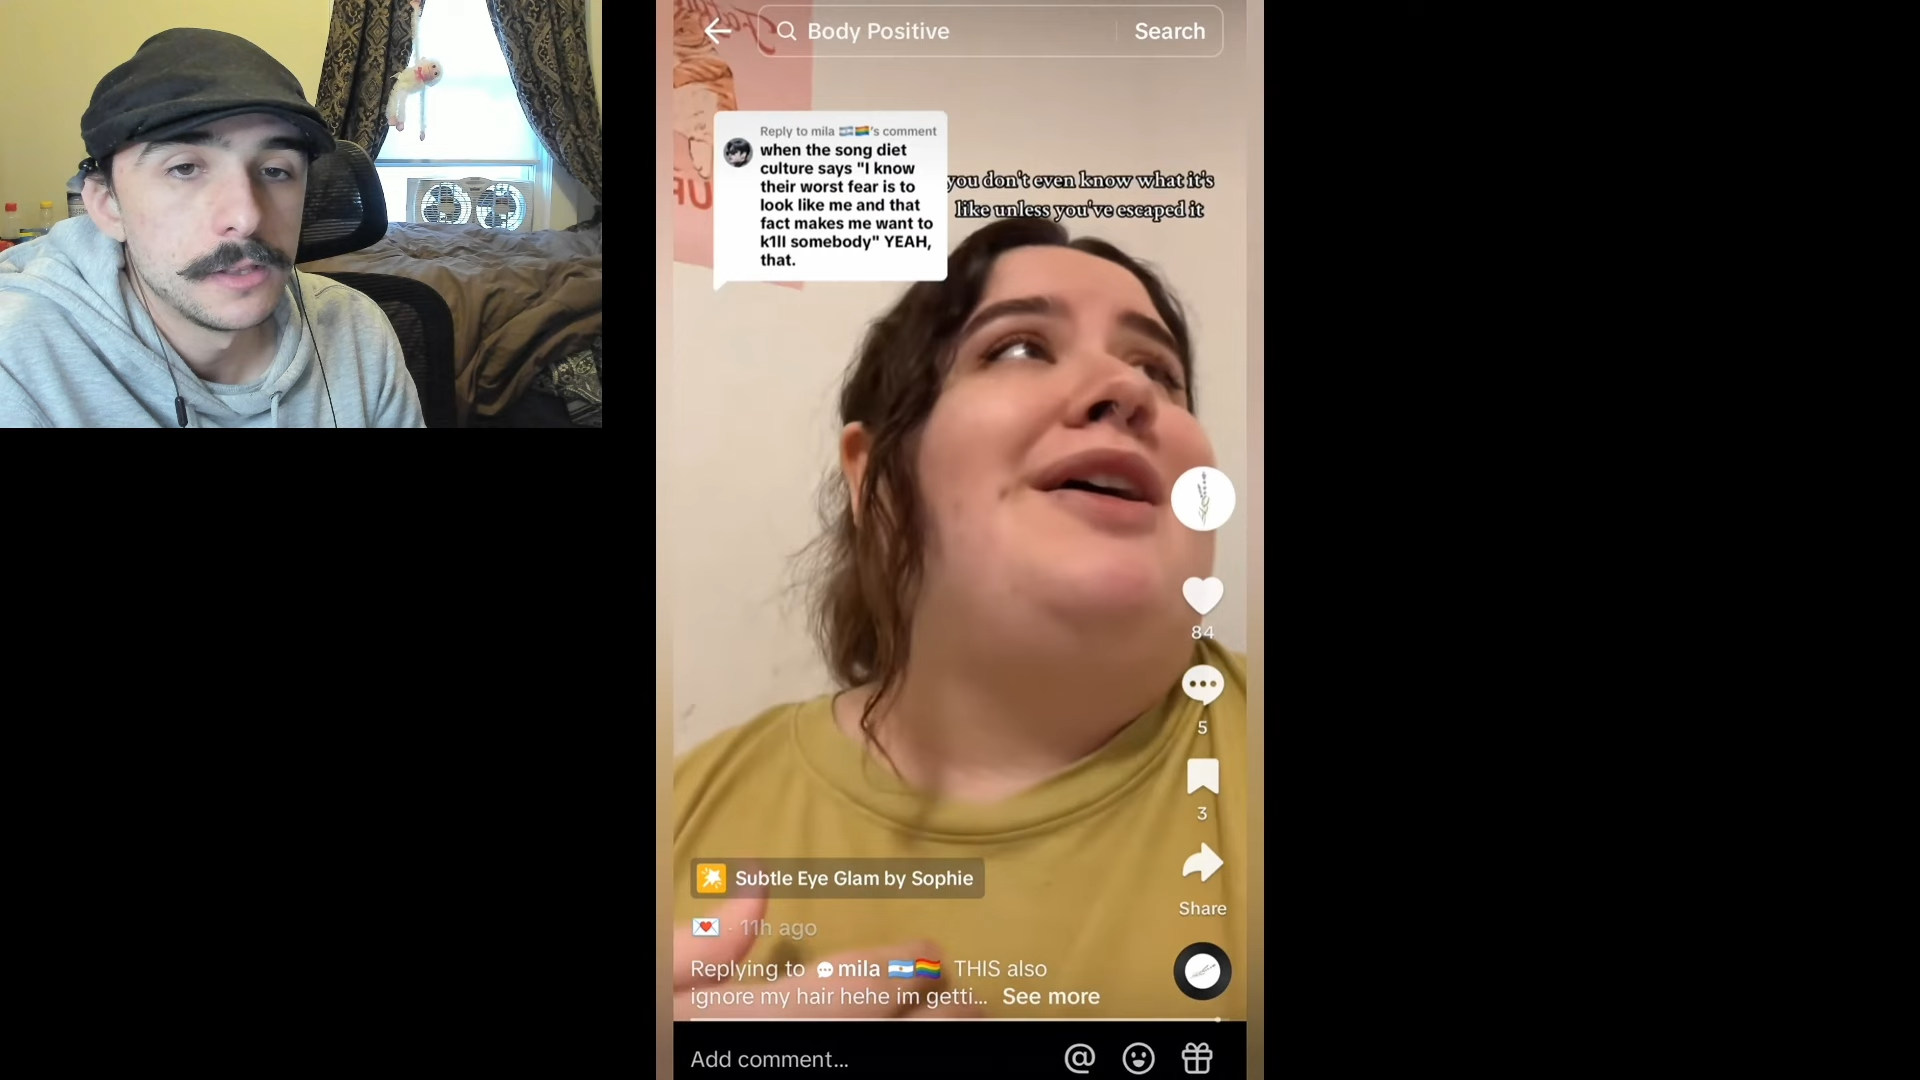 Body Positive
Search
Reply to mila 🇦🇷🏳️‍🌈's comment
when the song diet
culture says "I know
their worst fear is to
look like me and that
fact makes me want to
k1ll somebody" YEAH,
that.
you don't even know what it's
like unless you've escaped it
84
5
3
Subtle Eye Glam by Sophie
💌 · 11h ago
Share
Replying to 💬mila 🇦🇷🏳️‍🌈 THIS also
ignore my hair hehe im getti... See more
Add comment...